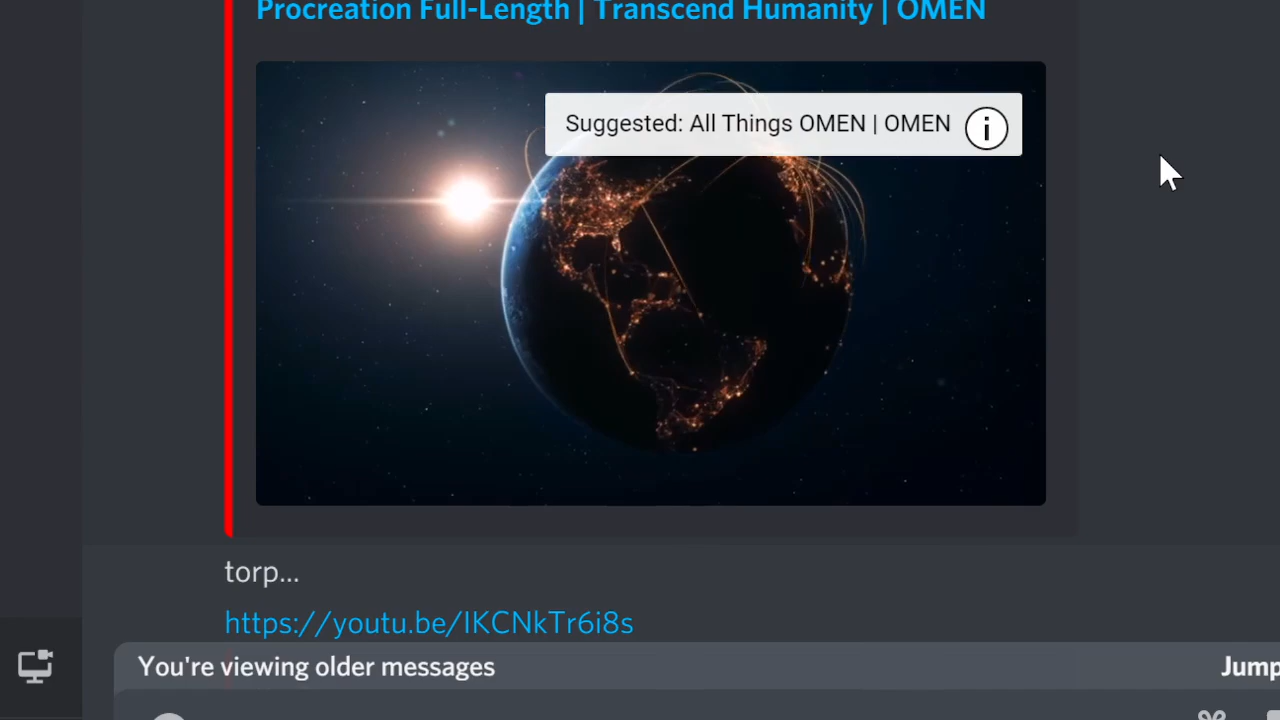 Procreation Full-Length | Transcend Humanity | OMEN
Suggested: All Things OMEN | OMEN
torp...
https://youtu.be/IKCNkTr6i8s
You're viewing older messages
Jump